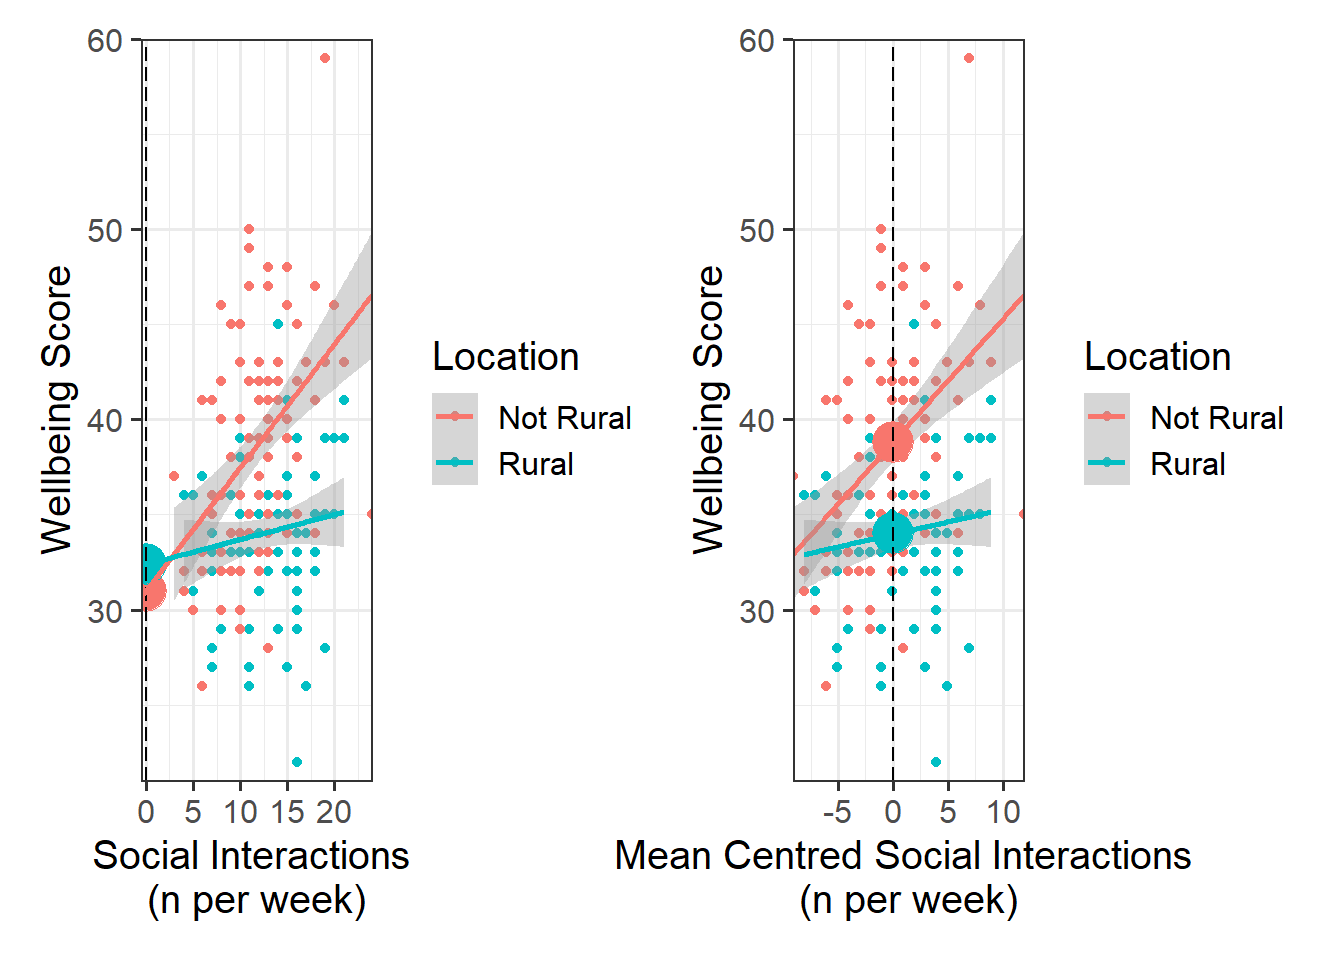 60
50
40
30
Wellbeing Score
0 5 10 15 20
Social Interactions
(n per week)
Location
Not Rural
Rural
60
50
40
30
Wellbeing Score
-5 0 5 10
Mean Centred Social Interactions
(n per week)
Location
Not Rural
Rural